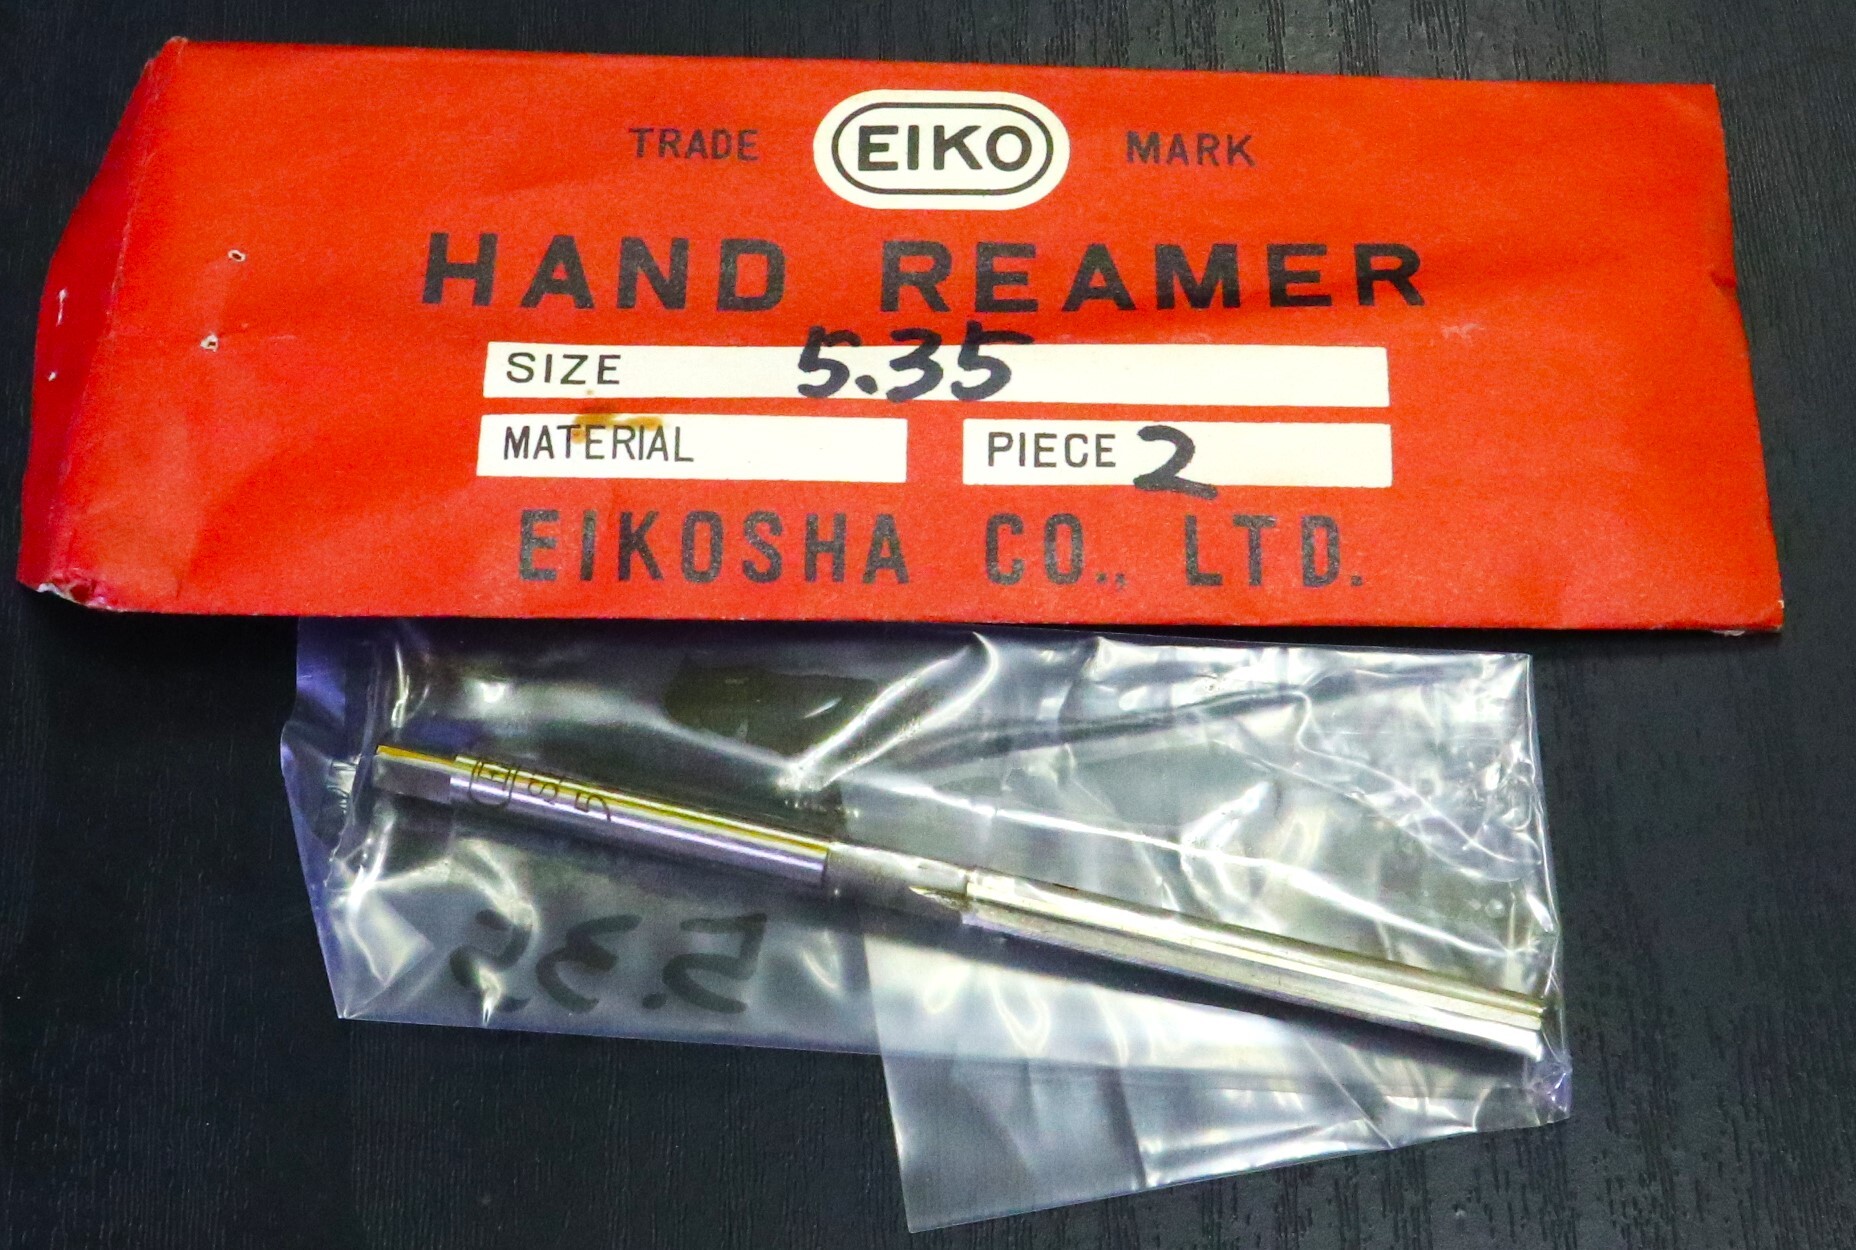 TRADE EIKO MARK
HAND REAMER
SIZE 5.35
MATERIAL PIECE 2
EIKOSHA CO., LTD.
5.35